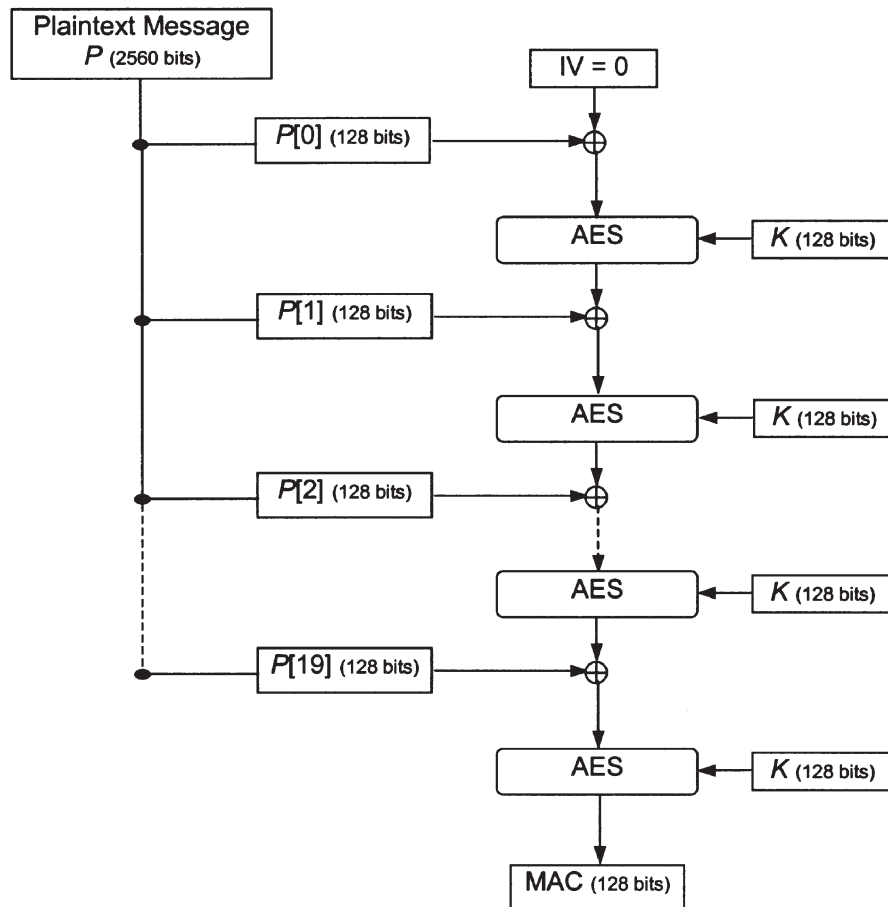 Plaintext Message
P (2560 bits)
IV = 0
P[0] (128 bits)
AES
K (128 bits)
P[1] (128 bits)
AES
K (128 bits)
P[2] (128 bits)
AES
K (128 bits)
P[19] (128 bits)
AES
K (128 bits)
MAC (128 bits)